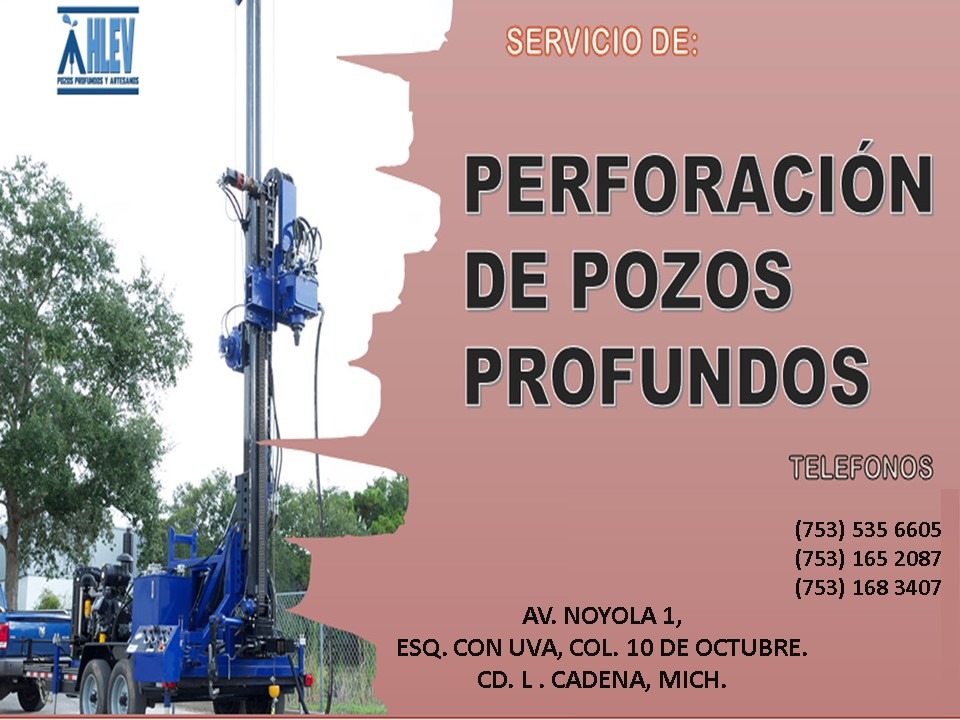 AHLEV
POZOS PROFUNDOS Y ARTESANOS
SERVICIO DE:
PERFORACIÓN
DE POZOS
PROFUNDOS
TELEFONOS
(753) 535 6605
(753) 165 2087
(753) 168 3407
AV. NOYOLA 1,
ESQ. CON UVA, COL. 10 DE OCTUBRE.
CD. L . CADENA, MICH.